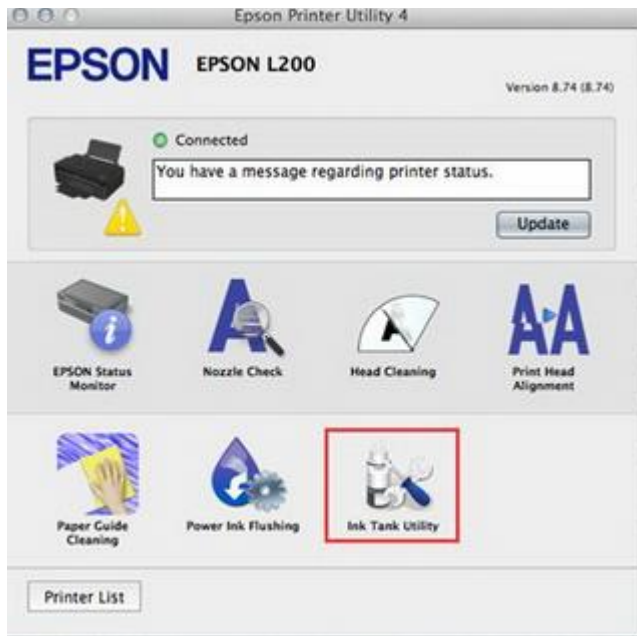 Epson Printer Utility 4
EPSON EPSON L200
Version 8.74 (8.74)
Connected
You have a message regarding printer status.
Update
EPSON Status
Monitor
Nozzle Check
Head Cleaning
Print Head
Alignment
Paper Guide
Cleaning
Power Ink Flushing
Ink Tank Utility
Printer List